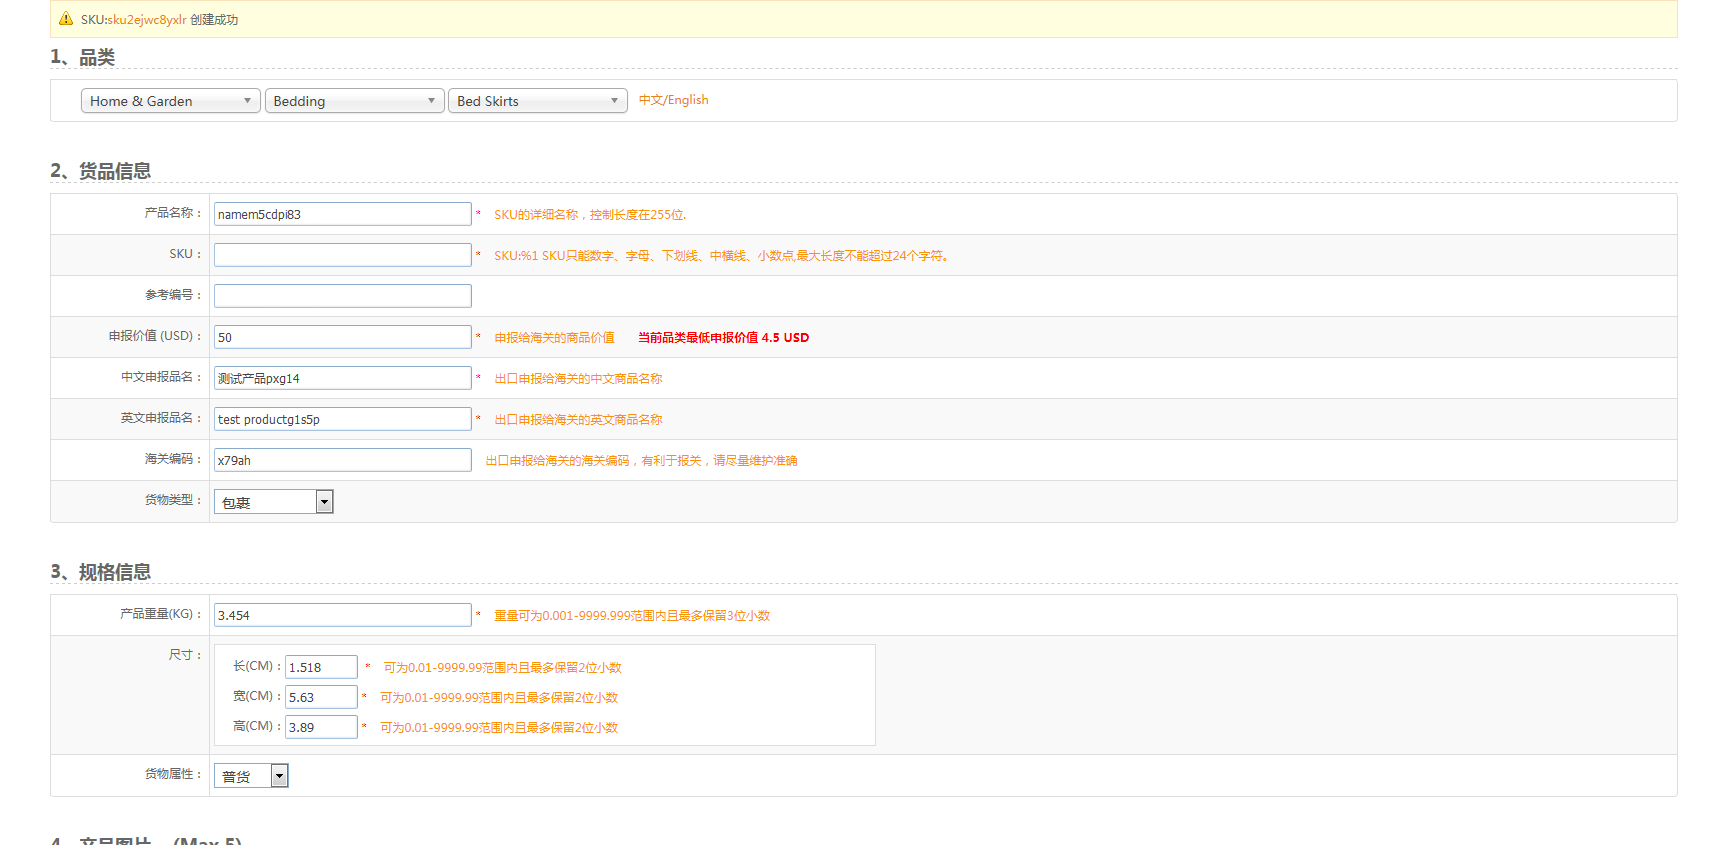 SKU:sku2ejwc8yxlr 创建成功
1、品类
Home & Garden Bedding Bed Skirts 中文/English
2、货品信息
产品名称： namem5cdpi83 * SKU的详细名称，控制长度在255位.
SKU： * SKU:%1 SKU只能数字、字母、下划线、中横线、小数点,最大长度不能超过24个字符。
参考编号：
申报价值 (USD)： 50 * 申报给海关的商品价值 当前品类最低申报价值 4.5 USD
中文申报品名： 测试产品pxg14 * 出口申报给海关的中文商品名称
英文申报品名： test productg1s5p * 出口申报给海关的英文商品名称
海关编码： x79ah 出口申报给海关的海关编码，有利于报关，请尽量维护准确
货物类型： 包裹
3、规格信息
产品重量(KG)： 3.454 * 重量可为0.001-9999.999范围内且最多保留3位小数
尺寸：
长(CM)： 1.518 * 可为0.01-9999.99范围内且最多保留2位小数
宽(CM)： 5.63 * 可为0.01-9999.99范围内且最多保留2位小数
高(CM)： 3.89 * 可为0.01-9999.99范围内且最多保留2位小数
货物属性： 普货
4、产品图片 (Max 5)